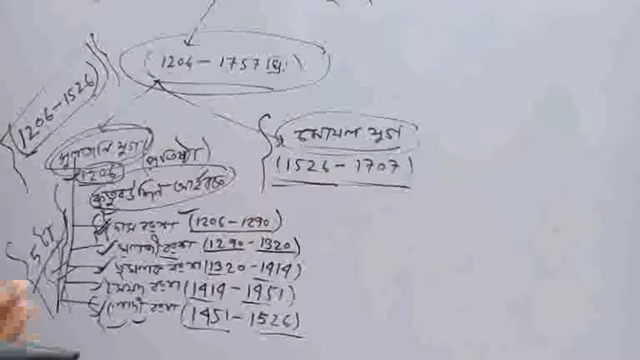 (1206 - 1757 খ্রি:)
1206 - 1526
সুলতানি যুগ
প্রতিষ্ঠা
1206
কুতুবউদ্দিন আইবক
মোঘল যুগ
(1526 - 1707)
5 টি
দাস বংশ (1206 - 1290)
খলজী বংশ (1290 - 1320)
তুঘলক বংশ (1320 - 1414)
সৈয়দ বংশ (1414 - 1451)
লোদী বংশ (1451 - 1526)